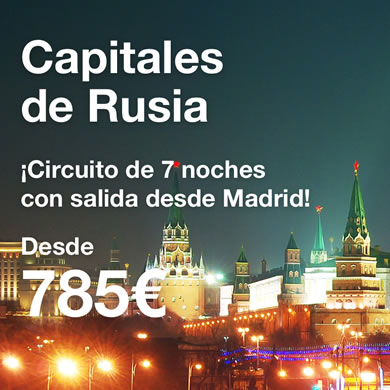 Capitales
de Rusia
¡Circuito de 7 noches
con salida desde Madrid!
Desde
785€